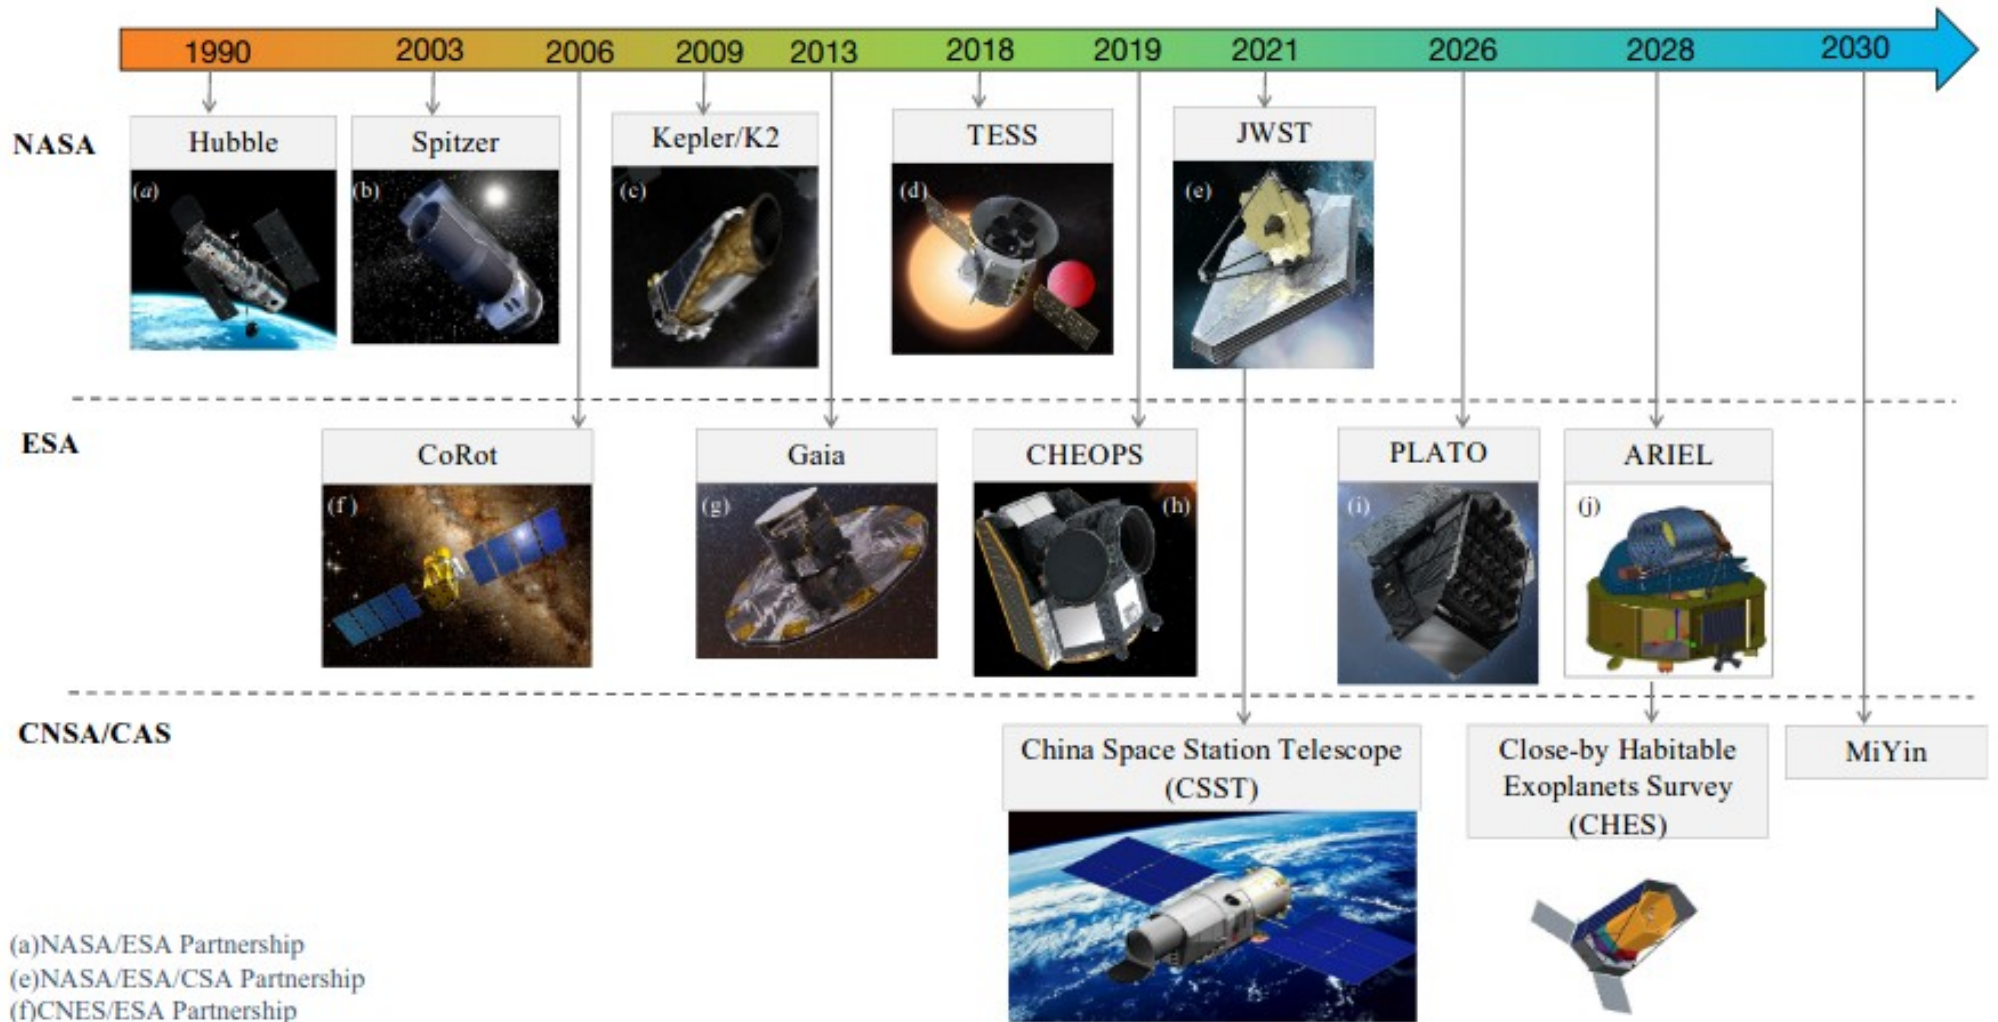 1990 2003 2006 2009 2013 2018 2019 2021 2026 2028 2030
NASA
Hubble
Spitzer
Kepler/K2
TESS
JWST
(a)
(b)
(c)
(d)
(e)
ESA
CoRot
Gaia
CHEOPS
PLATO
ARIEL
(f)
(g)
(h)
(i)
(j)
CNSA/CAS
China Space Station Telescope
(CSST)
Close-by Habitable
Exoplanets Survey
(CHES)
MiYin
(a)NASA/ESA Partnership
(e)NASA/ESA/CSA Partnership
(f)CNES/ESA Partnership